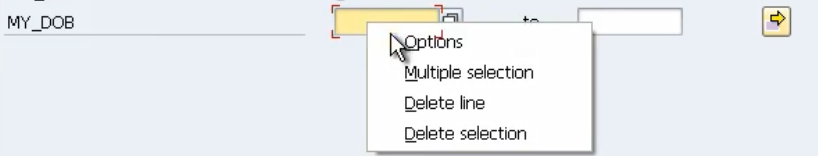 MY_DOB to
Options
Multiple selection
Delete line
Delete selection